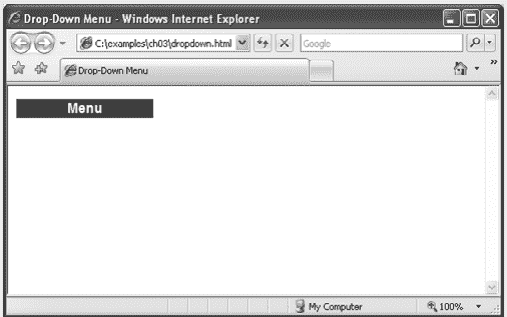 Drop-Down Menu - Windows Internet Explorer
C:\examples\ch03\dropdown.html
Google
Drop-Down Menu
Menu
My Computer
100%